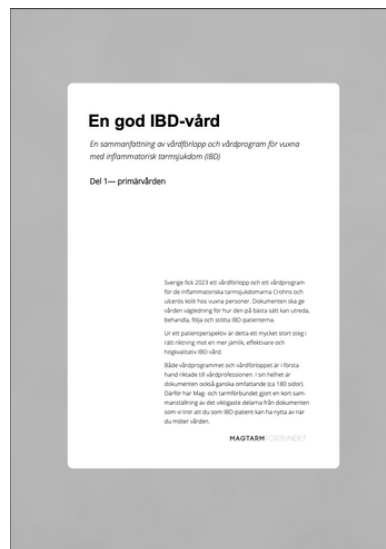 En god IBD-vård
En sammanfattning av vårdförlopp och vårdprogram för vuxna
med inflammatorisk tarmsjukdom (IBD)
Del 1— primärvården
Sverige fick 2023 ett vårdförlopp och ett vårdprogram
för de inflammatoriska tarmsjukdomarna Crohns och
ulcerös kolit hos vuxna personer. Dokumenten ska ge
vården vägledning för hur den på bästa sätt kan utreda,
behandla, följa och stötta IBD-patienterna.
Ur ett patientperspektiv är detta ett mycket stort steg i
rätt riktning mot en mer jämlik, effektivare och
högkvalitativ IBD-vård.
Både vårdprogrammet och vårdförloppet är i första
hand riktade till vårdprofessionen. I sin helhet är
dokumenten också ganska omfattande (ca 180 sidor).
Därför har Mag- och tarmförbundet gjort en kort sam-
manställning av det viktigaste delarna från dokumenten
som vi tror att du som IBD-patient kan ha nytta av när
du möter vården.
MAGTARMFÖRBUNDET